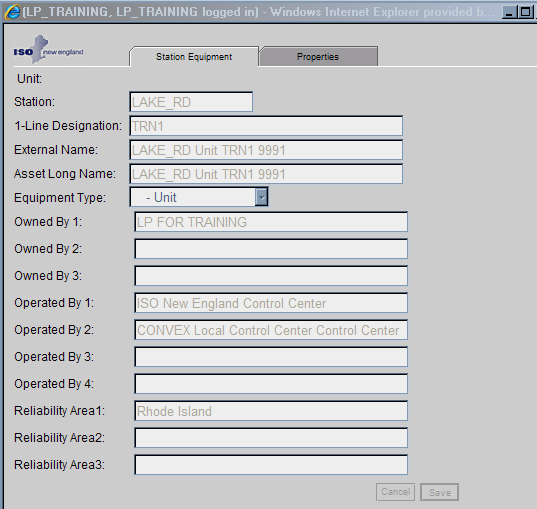 (LP_TRAINING, LP_TRAINING logged in) - Windows Internet Explorer provided b...
ISO new england
Station Equipment Properties
Unit:
Station: LAKE_RD
1-Line Designation: TRN1
External Name: LAKE_RD Unit TRN1 9991
Asset Long Name: LAKE_RD Unit TRN1 9991
Equipment Type: - Unit
Owned By 1: LP FOR TRAINING
Owned By 2:
Owned By 3:
Operated By 1: ISO New England Control Center
Operated By 2: CONVEX Local Control Center Control Center
Operated By 3:
Operated By 4:
Reliability Area1: Rhode Island
Reliability Area2:
Reliability Area3:
Cancel Save